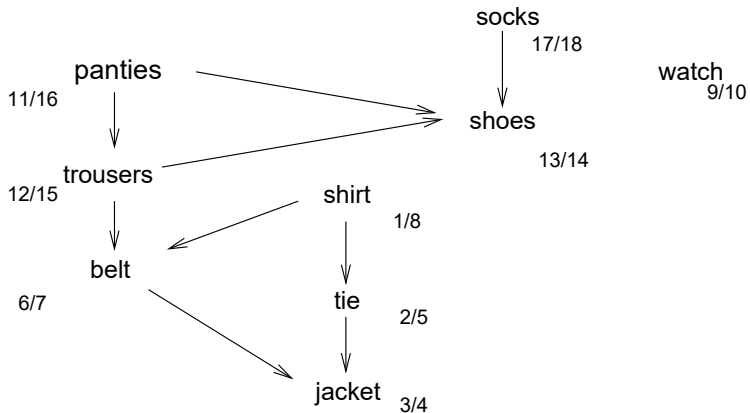 socks
17/18
panties
11/16
watch
9/10
shoes
13/14
trousers
12/15
shirt
1/8
belt
6/7
tie
2/5
jacket
3/4